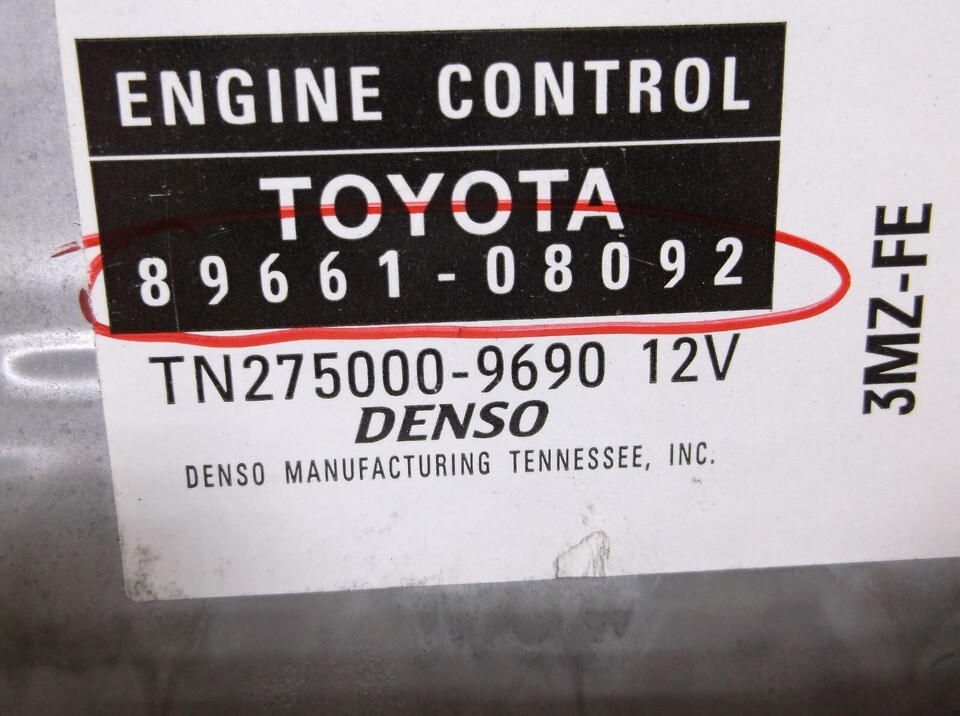 ENGINE CONTROL
TOYOTA
89661-08092
TN275000-9690 12V
DENSO
DENSO MANUFACTURING TENNESSEE, INC.
3MZ-FE